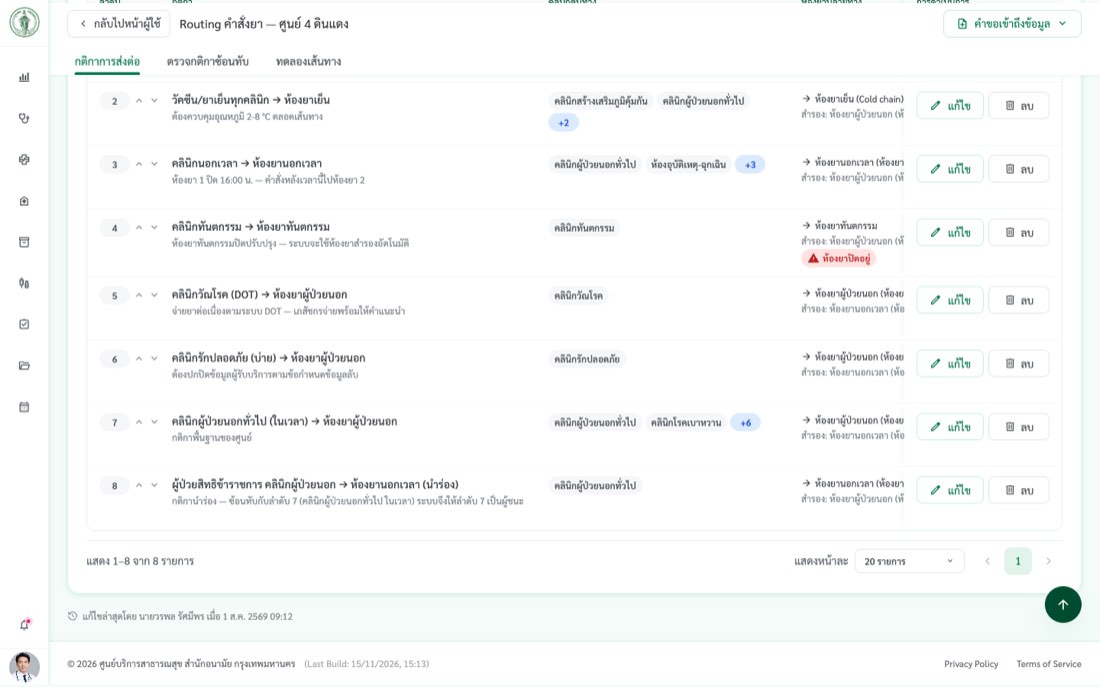 กลับไปหน้าผู้ใช้
Routing คำสั่งยา — ศูนย์ 4 ดินแดง
คำขอเข้าถึงข้อมูล
กติกาการส่งต่อ
ตรวจกติกาซ้อนทับ
ทดลองเส้นทาง
2
วัคซีน/ยาเย็นทุกคลินิก → ห้องยาเย็น
ต้องควบคุมอุณหภูมิ 2-8 °C ตลอดเส้นทาง
คลินิกสร้างเสริมภูมิคุ้มกัน คลินิกผู้ป่วยนอกทั่วไป
+2
→ ห้องยาเย็น (Cold chain)
สำรอง: ห้องยาผู้ป่วยนอก (ห้
แก้ไข
ลบ
3
คลินิกนอกเวลา → ห้องยานอกเวลา
ห้องยา 1 ปิด 16:00 น. — คำสั่งหลังเวลานี้ไปห้องยา 2
คลินิกผู้ป่วยนอกทั่วไป ห้องอุบัติเหตุ-ฉุกเฉิน +3
→ ห้องยานอกเวลา (ห้องยา
สำรอง: ห้องยาผู้ป่วยนอก (ห้
แก้ไข
ลบ
4
คลินิกทันตกรรม → ห้องยาทันตกรรม
ห้องยาทันตกรรมปิดปรับปรุง — ระบบจะใช้ห้องยาสำรองอัตโนมัติ
คลินิกทันตกรรม
→ ห้องยาทันตกรรม
สำรอง: ห้องยาผู้ป่วยนอก (ห้
ห้องยาปิดอยู่
แก้ไข
ลบ
5
คลินิกวัณโรค (DOT) → ห้องยาผู้ป่วยนอก
จ่ายยาต่อเนื่องตามระบบ DOT — เภสัชกรจ่ายพร้อมให้คำแนะนำ
คลินิกวัณโรค
→ ห้องยาผู้ป่วยนอก (ห้องย
สำรอง: ห้องยานอกเวลา (ห้อ
แก้ไข
ลบ
6
คลินิกรักปลอดภัย (บ่าย) → ห้องยาผู้ป่วยนอก
ต้องปกปิดข้อมูลผู้รับบริการตามข้อกำหนดข้อมูลลับ
คลินิกรักปลอดภัย
→ ห้องยาผู้ป่วยนอก (ห้องย
สำรอง: ห้องยานอกเวลา (ห้อ
แก้ไข
ลบ
7
คลินิกผู้ป่วยนอกทั่วไป (ในเวลา) → ห้องยาผู้ป่วยนอก
กติกาพื้นฐานของศูนย์
คลินิกผู้ป่วยนอกทั่วไป คลินิกโรคเบาหวาน +6
→ ห้องยาผู้ป่วยนอก (ห้องย
สำรอง: ห้องยานอกเวลา (ห้อ
แก้ไข
ลบ
8
ผู้ป่วยสิทธิข้าราชการ คลินิกผู้ป่วยนอก → ห้องยานอกเวลา (นำร่อง)
กติกานำร่อง — ซ้อนทับกับลำดับ 7 (คลินิกผู้ป่วยนอกทั่วไป ในเวลา) ระบบจึงให้ลำดับ 7 เป็นผู้ชนะ
คลินิกผู้ป่วยนอกทั่วไป
→ ห้องยานอกเวลา (ห้องยา
สำรอง: ห้องยาผู้ป่วยนอก (ห้
แก้ไข
ลบ
แสดง 1–8 จาก 8 รายการ
แสดงหน้าละ
20 รายการ
1
แก้ไขล่าสุดโดย นายวรพล รัศมีพร เมื่อ 1 ส.ค. 2569 09:12
© 2026 ศูนย์บริการสาธารณสุข สำนักอนามัย กรุงเทพมหานคร (Last Build: 15/11/2026, 15:13)
Privacy Policy
Terms of Service